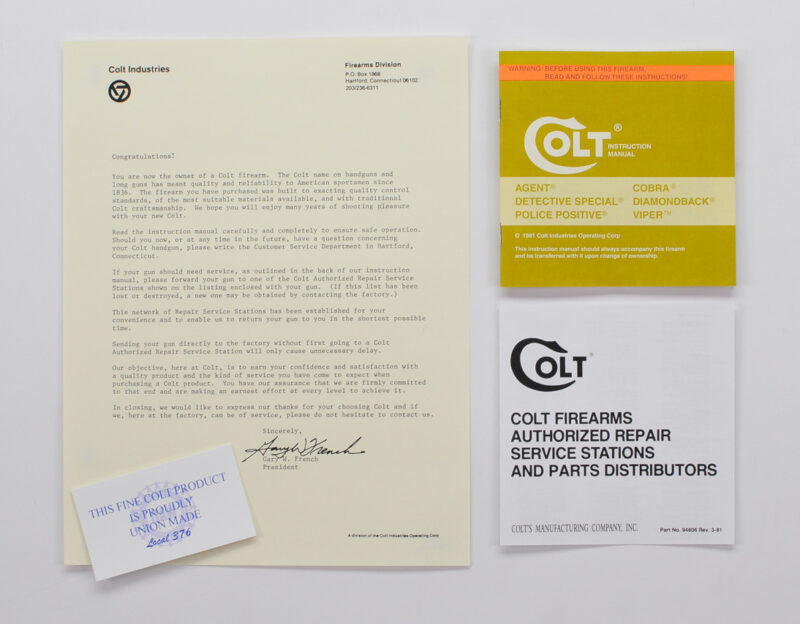 Colt Industries
Firearms Division
P.O. Box 1868
Hartford, Connecticut 06102
203/236-6311
Congratulations!
You are now the owner of a Colt firearm. The Colt name on handguns and
long guns has meant quality and reliability to American sportsmen since
1836. The firearm you have purchased was built to exacting quality control
standards, of the most suitable materials available, and with traditional
Colt craftsmanship. We hope you will enjoy many years of shooting pleasure
with your new Colt.
Read the instruction manual carefully and completely to ensure safe operation.
Should you now, or at any time in the future, have a question concerning
your Colt handgun, please write the Customer Service Department in Hartford,
Connecticut.
If your gun should need service, as outlined in the back of our instruction
manual, please forward your gun to one of the Colt Authorized Repair Service
Stations shown on the listing enclosed with your gun. (If this list has been
lost or destroyed, a new one may be obtained by contacting the factory.)
This network of Repair Service Stations has been established for your
convenience and to enable us to return your gun to you in the shortest possible
time.
Sending your gun directly to the factory without first going to a Colt
Authorized Repair Service Station will only cause unnecessary delay.
Our objective, here at Colt, is to earn your confidence and satisfaction with
a quality product and the kind of service you have come to expect when
purchasing a Colt product. You have our assurance that we are firmly committed
to that end and are making an earnest effort at every level to achieve it.
In closing, we would like to express our thanks for your choosing Colt and if
we, here at the factory, can be of service, please do not hesitate to contact us.
Sincerely,
Gary W. French
Gary W. French
President
A division of the Colt Industries Operating Corp
THIS FINE COLT PRODUCT
IS PROUDLY
UNION MADE
Local 376
WARNING: BEFORE USING THIS FIREARM,
READ AND FOLLOW THESE INSTRUCTIONS!
COLT®
INSTRUCTION
MANUAL
AGENT® COBRA®
DETECTIVE SPECIAL® DIAMONDBACK®
POLICE POSITIVE® VIPER™
© 1981 Colt Industries Operating Corp
This instruction manual should always accompany this firearm
and be transferred with it upon change of ownership.
COLT®
COLT FIREARMS
AUTHORIZED REPAIR
SERVICE STATIONS
AND PARTS DISTRIBUTORS
COLT'S MANUFACTURING COMPANY, INC.
Part No. 94806 Rev. 3-81